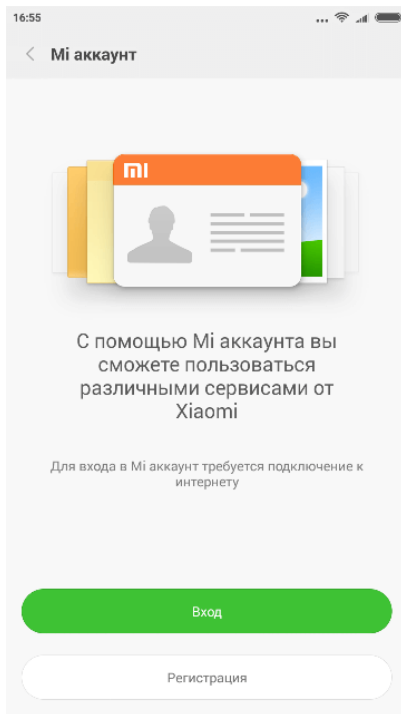 16:55
...
Mi аккаунт
MI
С помощью Mi аккаунта вы
сможете пользоваться
различными сервисами от
Xiaomi
Для входа в Mi аккаунт требуется подключение к
интернету
Вход
Регистрация